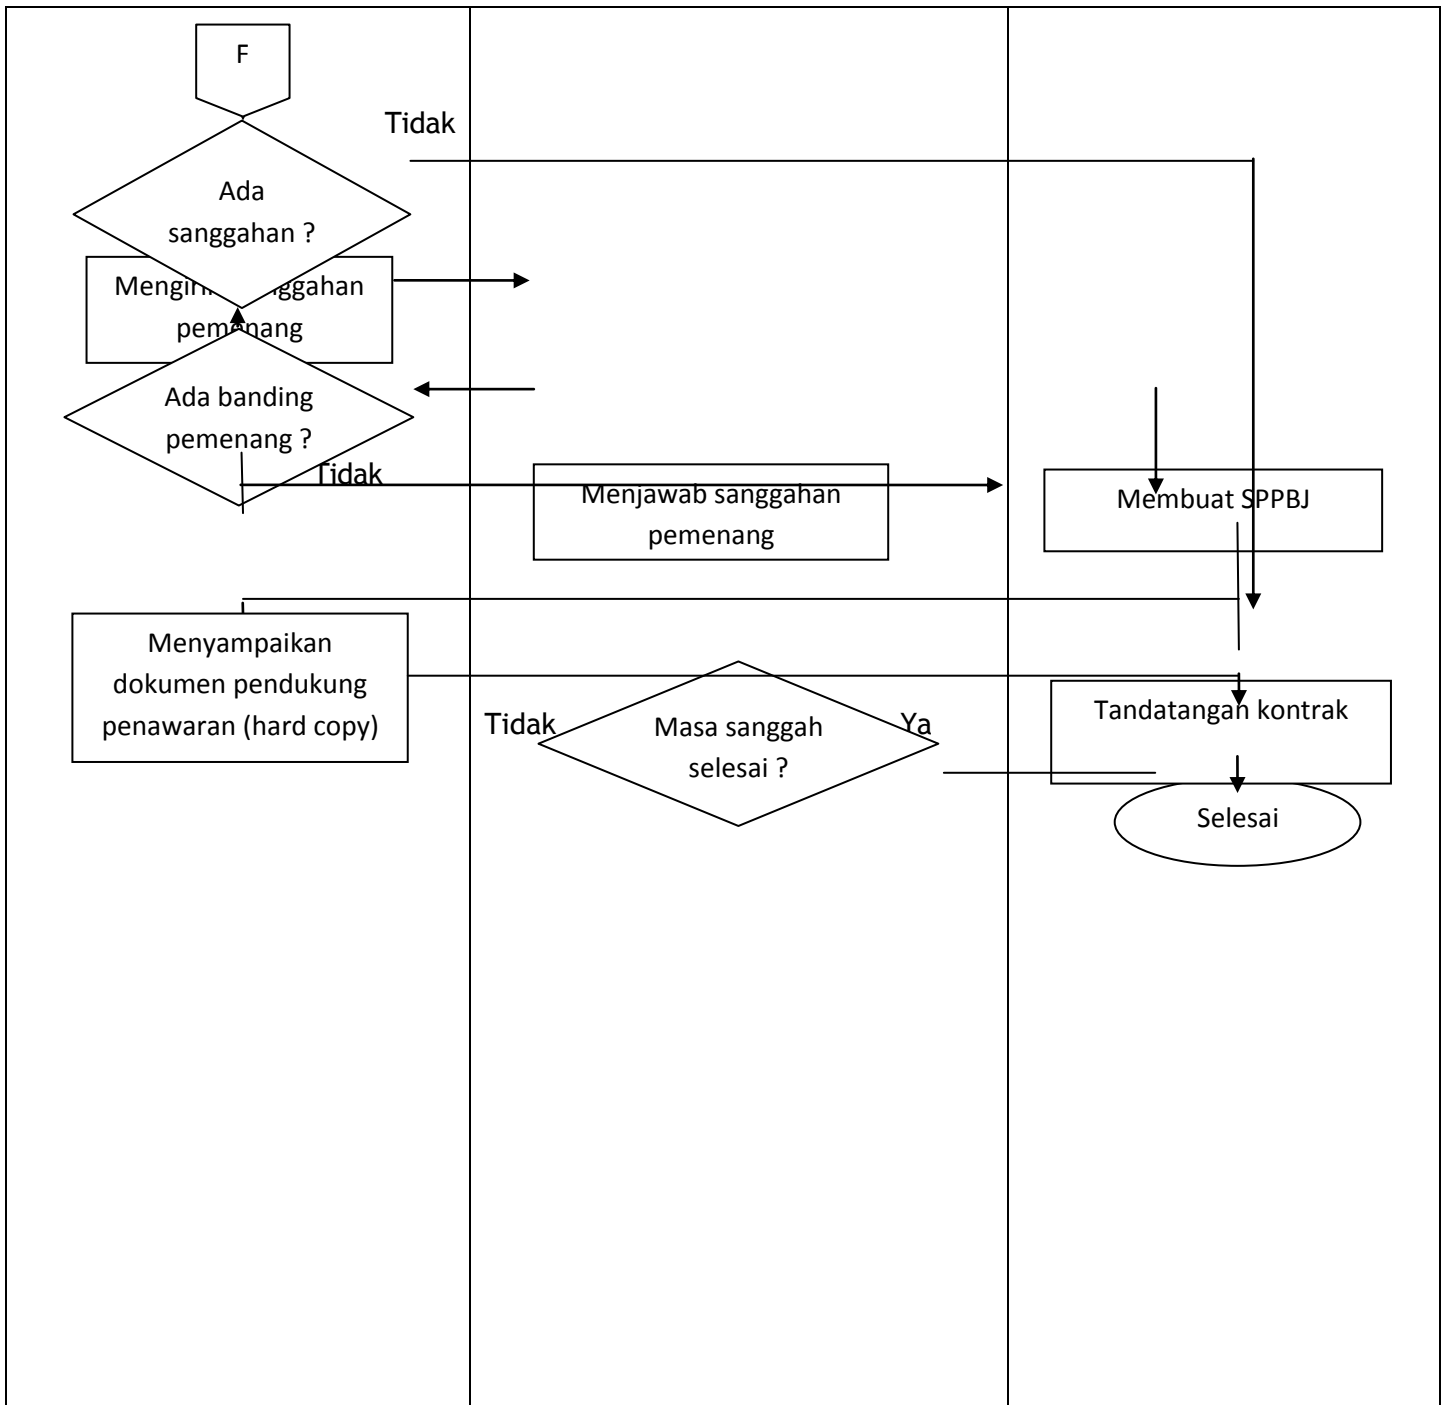 F
Tidak
Ada
sanggahan ?
pemenang
Ada banding
pemenang ?
Tidak
Menjawab sanggahan
pemenang
Membuat SPPBJ
Menyampaikan
dokumen pendukung
penawaran (hard copy)
Tidak
Masa sanggah
selesai ?
Ya
Tandatangan kontrak
Selesai